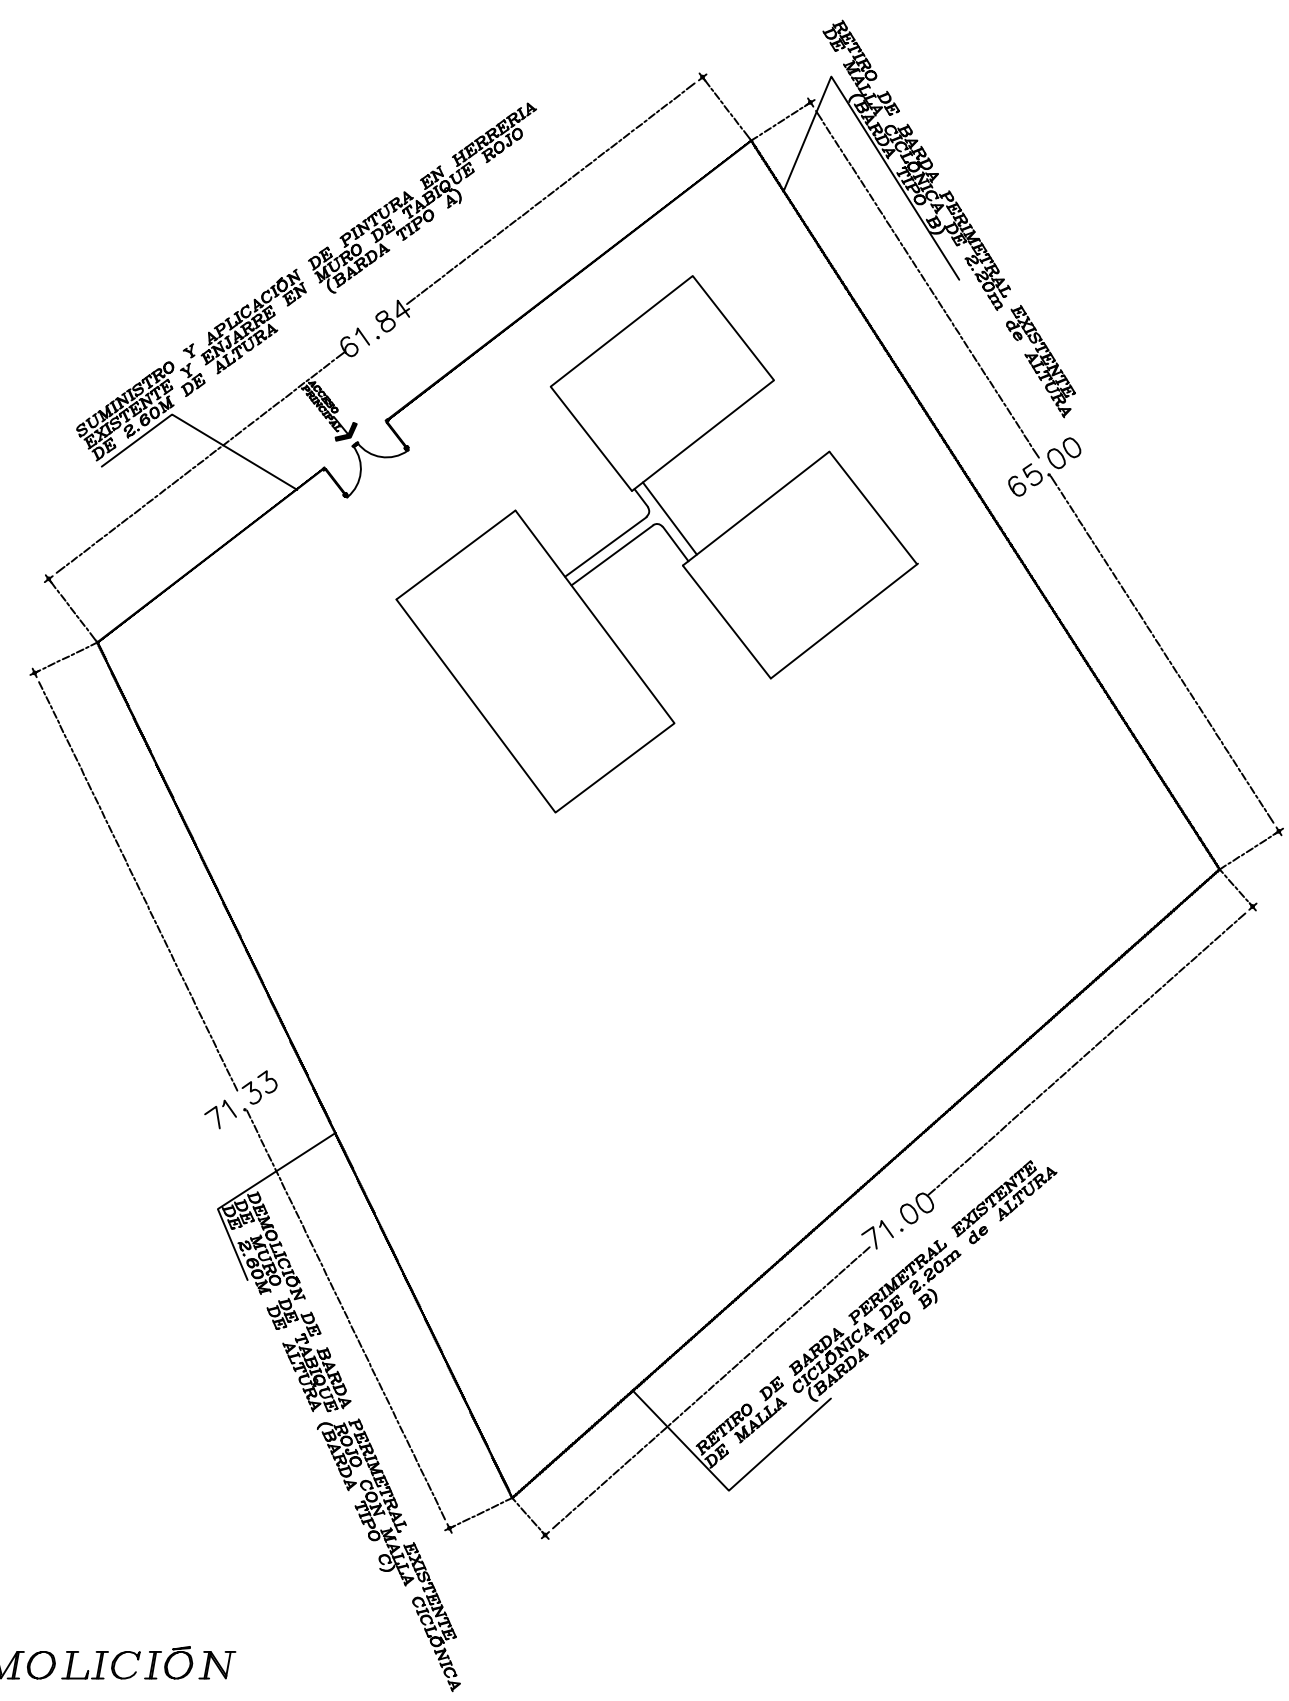 RETIRO DE BARDA PERIMETRAL EXISTENTE
DE MALLA CICLÓNICA DE 2.20m de ALTURA
(BARDA TIPO B)
SUMINISTRO Y APLICACIÓN DE PINTURA EN HERRERIA
EXISTENTE Y ENJARRE EN MURO DE TABIQUE ROJO
DE 2.60M DE ALTURA (BARDA TIPO A)
61.84
ACCESO
PRINCIPAL
65.00
71.33
71.00
DEMOLICIÓN DE BARDA PERIMETRAL EXISTENTE
DE MURO DE TABIQUE ROJO CON MALLA CICLÓNICA
DE 2.60M DE ALTURA (BARDA TIPO C)
RETIRO DE BARDA PERIMETRAL EXISTENTE
DE MALLA CICLÓNICA DE 2.20m de ALTURA
(BARDA TIPO B)
MOLICIÓN